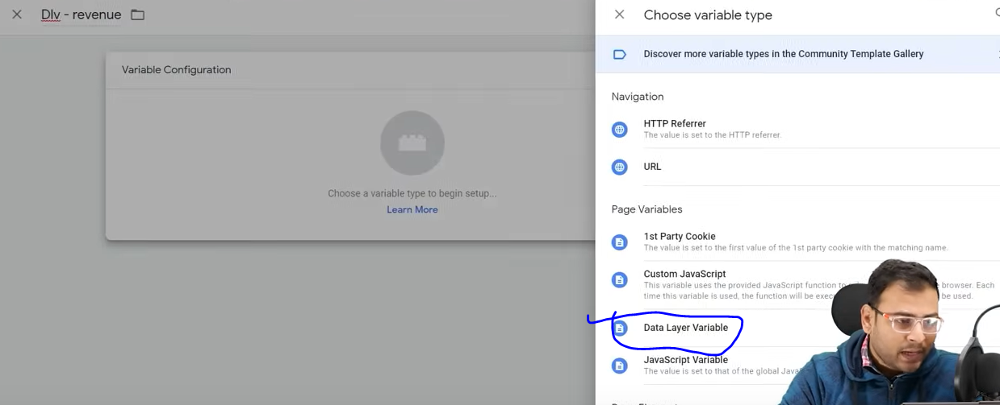 Dlv - revenue
Choose variable type
Discover more variable types in the Community Template Gallery
Variable Configuration
Choose a variable type to begin setup...
Learn More
Navigation
HTTP Referrer
The value is set to the HTTP referrer.
URL
Page Variables
1st Party Cookie
The value is set to the first value of the 1st party cookie with the matching name.
Custom JavaScript
This variable uses the provided JavaScript function to browser. Each
time this variable is used, the function will be be used.
Data Layer Variable
JavaScript Variable
The value is set to that of the global